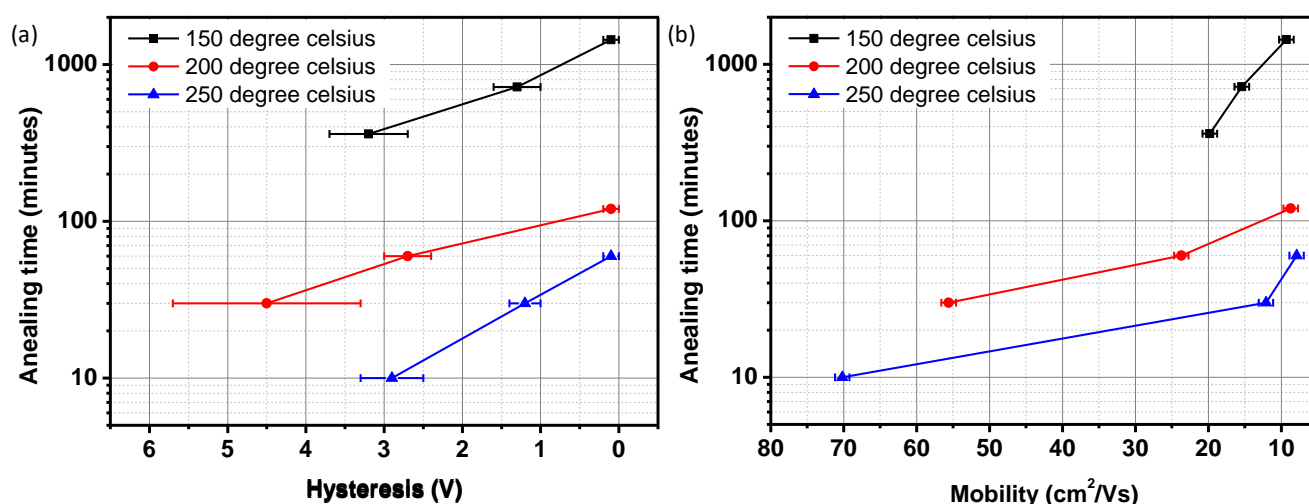 (a)
150 degree celsius
200 degree celsius
250 degree celsius
1000
100
10
Anealing time (minutes)
6 5 4 3 2 1 0
Hysteresis (V)
(b)
150 degree celsius
200 degree celsius
250 degree celsius
1000
100
10
Anealing time (minutes)
80 70 60 50 40 30 20 10
Mobility (cm²/Vs)